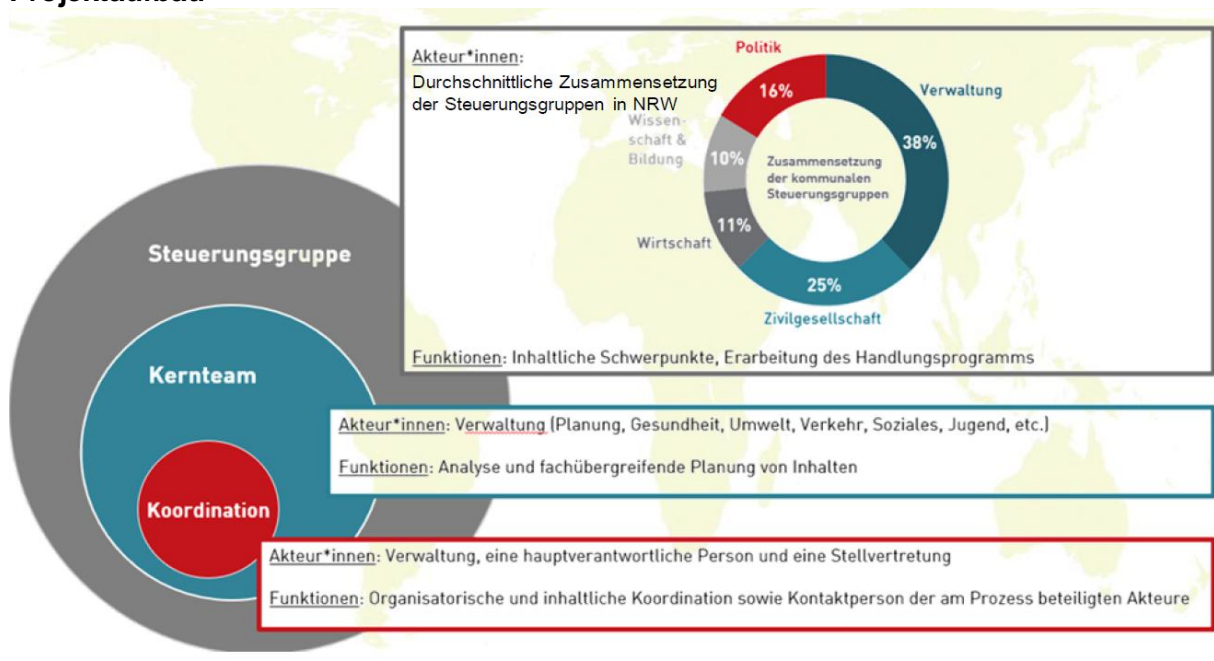 Projektaufbau
Akteur*innen:
Durchschnittliche Zusammensetzung
der Steuerungsgruppen in NRW
Politik
16%
Verwaltung
38%
Wissen-
schaft &
Bildung
10%
Zusammensetzung
der kommunalen
Steuerungsgruppen
Wirtschaft
11%
25%
Zivilgesellschaft
Funktionen: Inhaltliche Schwerpunkte, Erarbeitung des Handlungsprogramms
Steuerungsgruppe
Kernteam
Akteur*innen: Verwaltung (Planung, Gesundheit, Umwelt, Verkehr, Soziales, Jugend, etc.)
Funktionen: Analyse und fachübergreifende Planung von Inhalten
Koordination
Akteur*innen: Verwaltung, eine hauptverantwortliche Person und eine Stellvertretung
Funktionen: Organisatorische und inhaltliche Koordination sowie Kontaktperson der am Prozess beteiligten Akteure